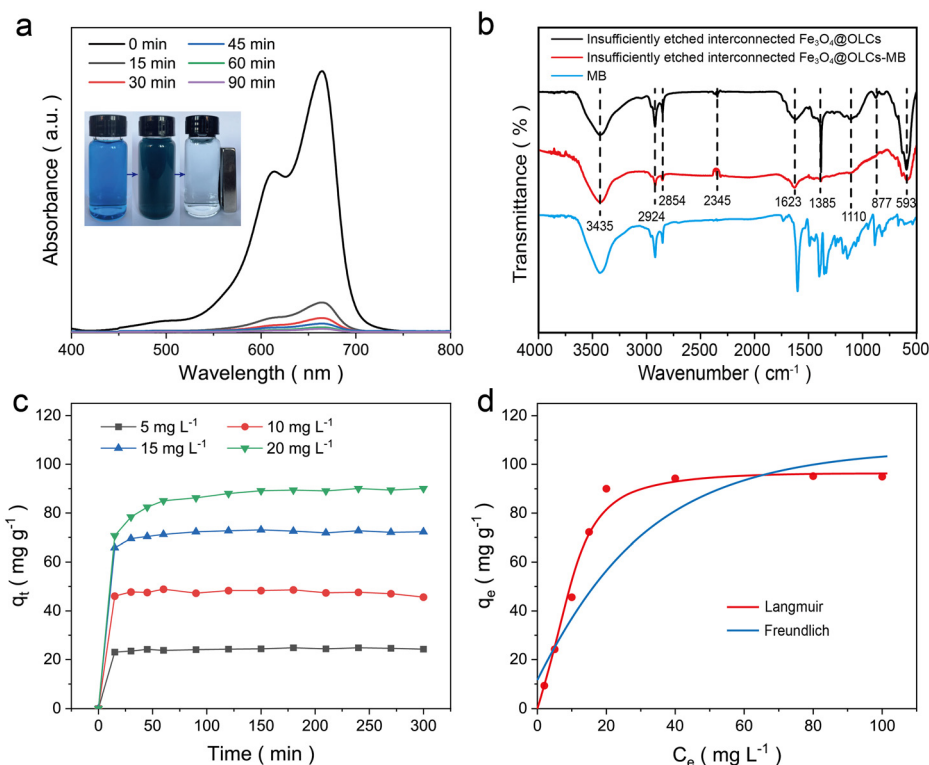 a
0 min
15 min
30 min
45 min
60 min
90 min
Absorbance ( a.u. )
400
500
600
700
800
Wavelength ( nm )
b
Insufficiently etched interconnected Fe₃O₄@OLCs
Insufficiently etched interconnected Fe₃O₄@OLCs-MB
MB
Transmittance ( % )
3435
2924
2854
2345
1623
1385
1110
877
593
4000
3500
3000
2500
2000
1500
1000
500
Wavenumber ( cm⁻¹ )
c
5 mg L⁻¹
10 mg L⁻¹
15 mg L⁻¹
20 mg L⁻¹
qₜ ( mg g⁻¹ )
120
100
80
60
40
20
0
0
50
100
150
200
250
300
Time ( min )
d
Langmuir
Freundlich
qₑ ( mg g⁻¹ )
120
100
80
60
40
20
0
0
20
40
60
80
100
Cₑ ( mg L⁻¹ )